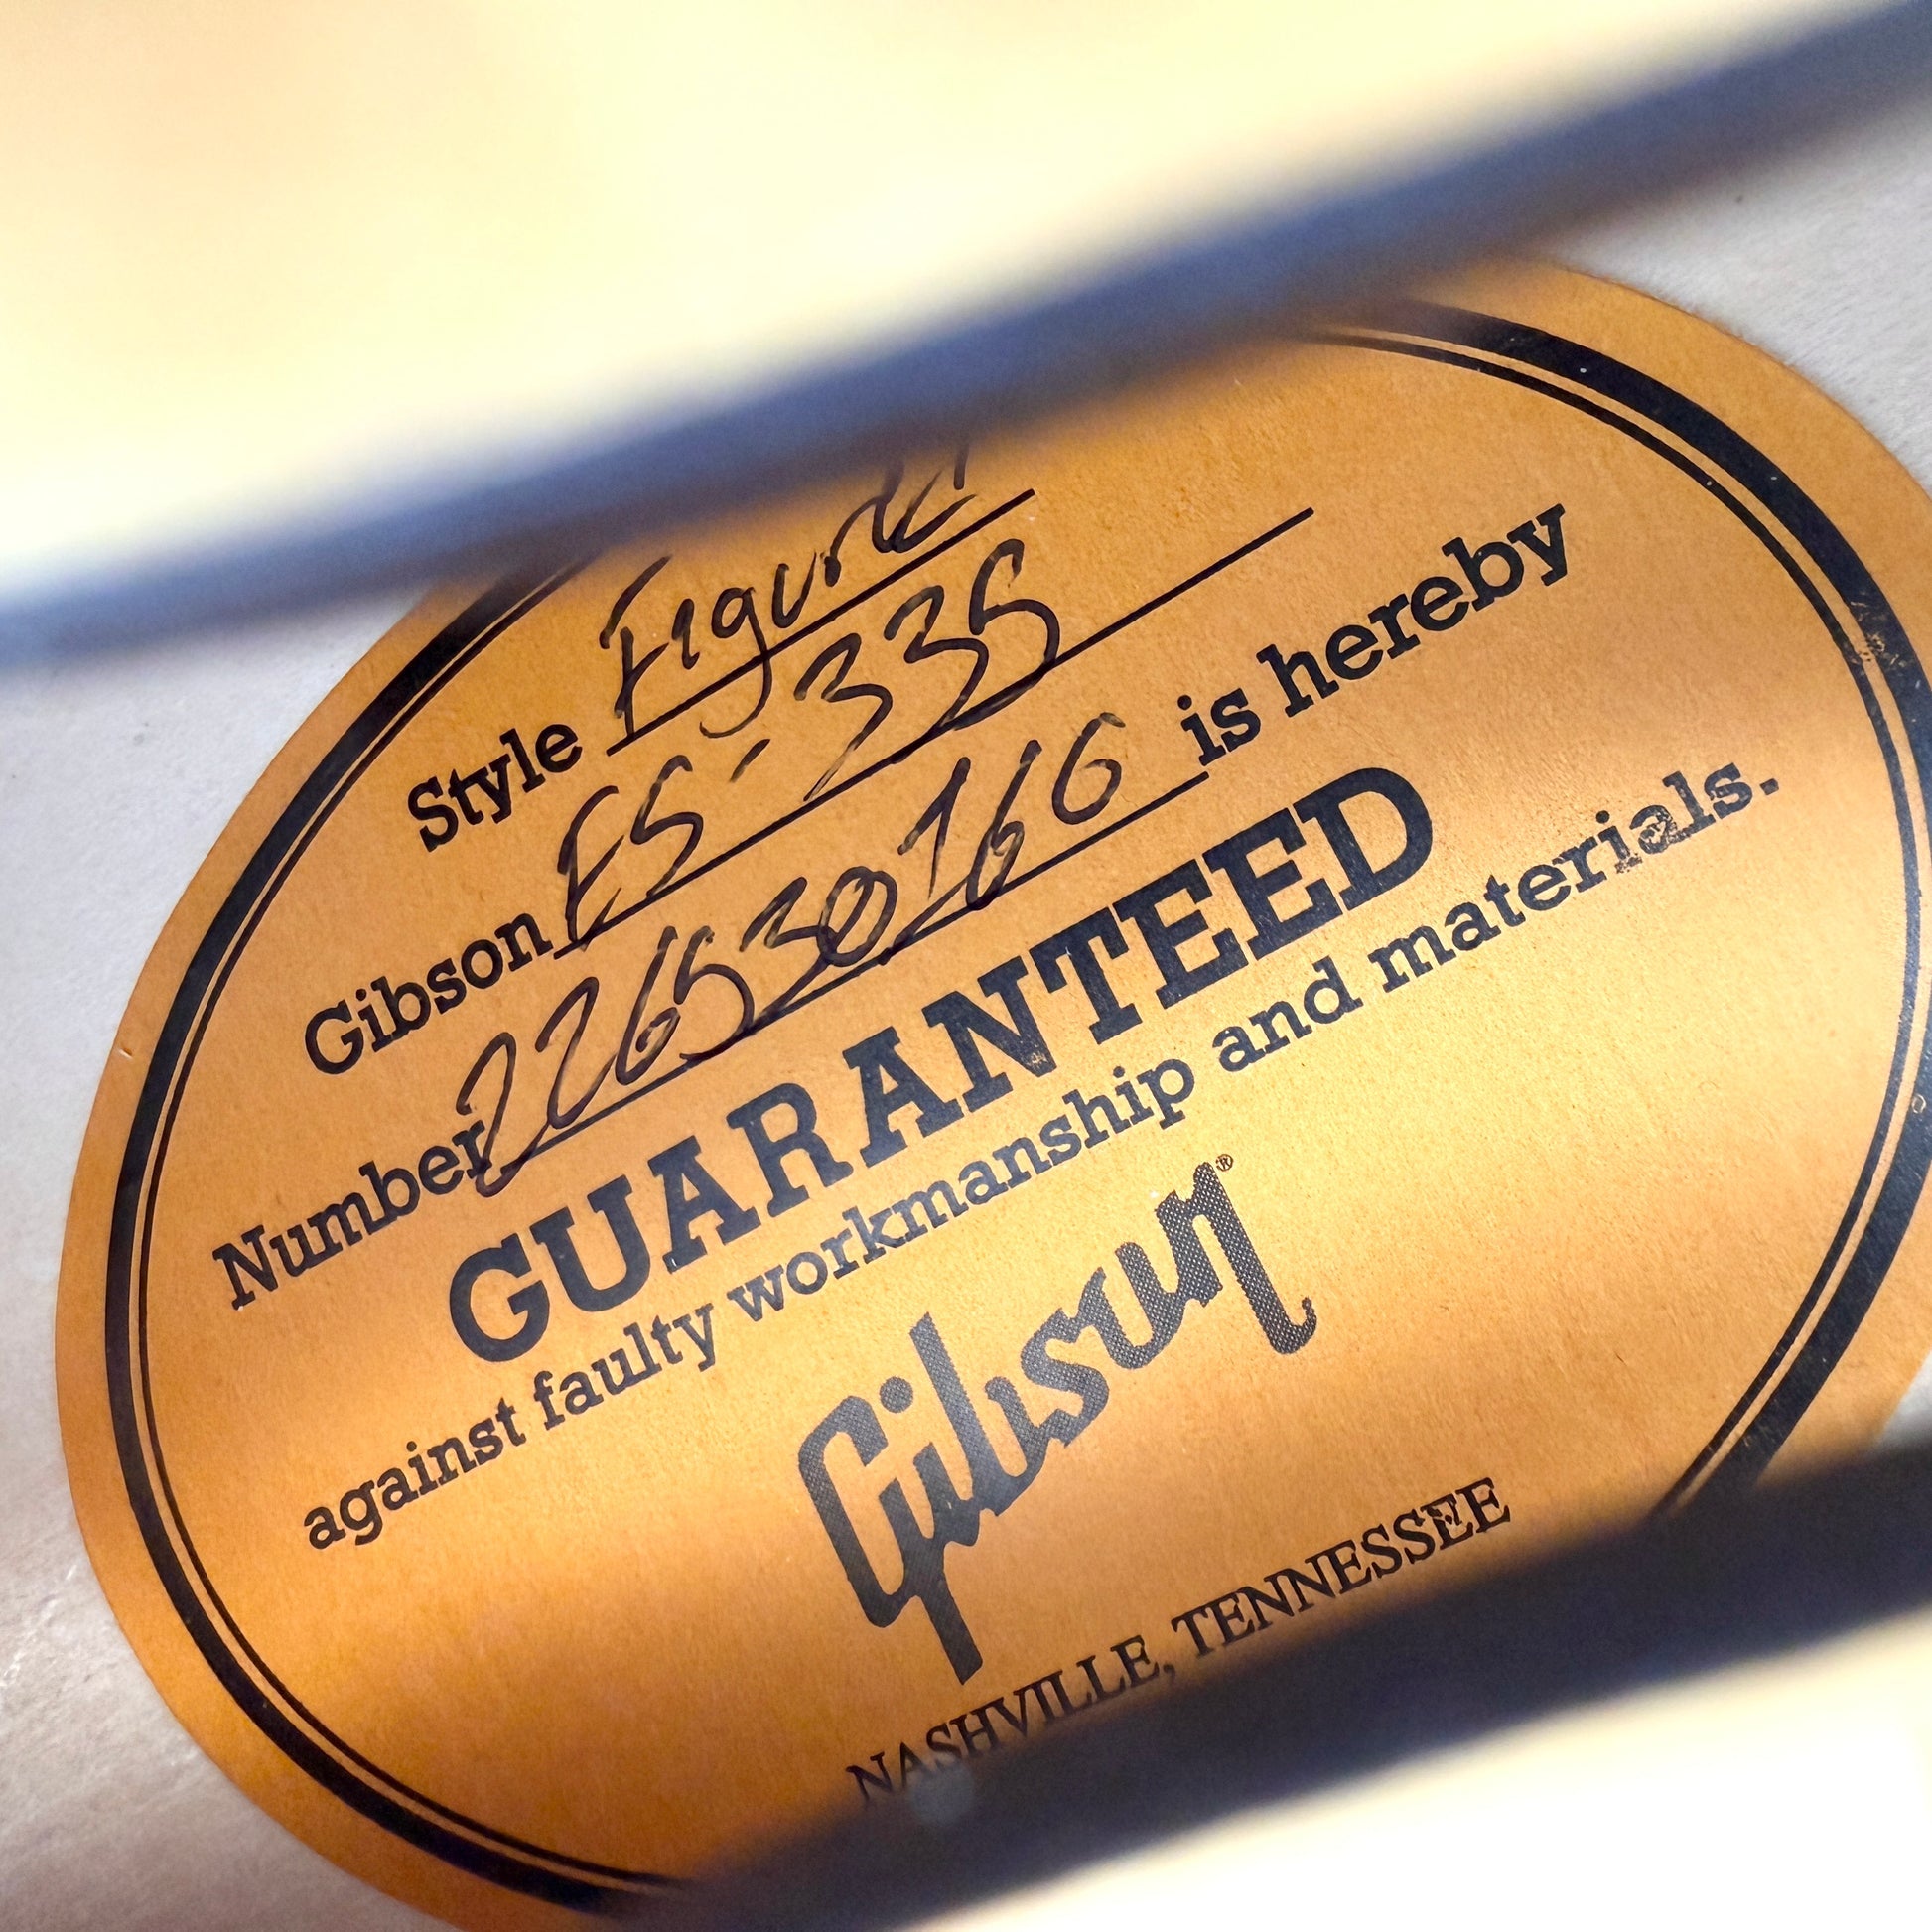 Style Figured
Gibson ES-335
Number 226530166 is hereby
GUARANTEED
against faulty workmanship and materials.
Gibson®
NASHVILLE, TENNESSEE